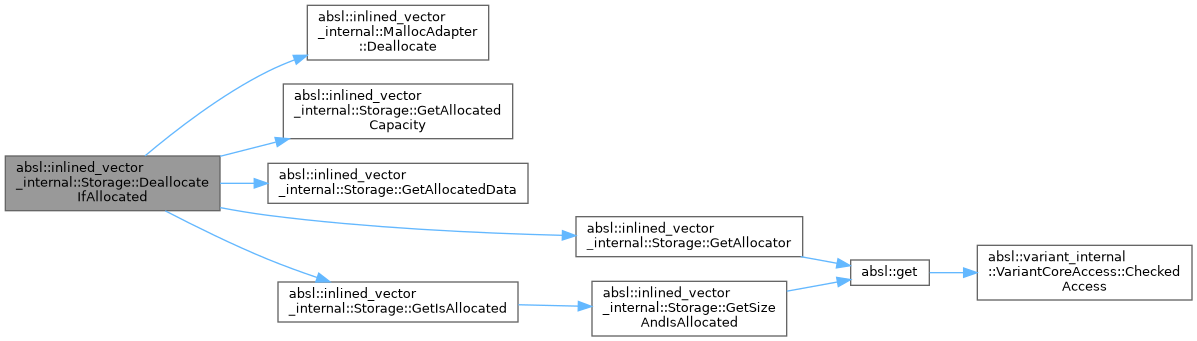 absl::inlined_vector
_internal::MallocAdapter
::Deallocate
absl::inlined_vector
_internal::Storage::GetAllocated
Capacity
absl::inlined_vector
_internal::Storage::Deallocate
IfAllocated
absl::inlined_vector
_internal::Storage::GetAllocatedData
absl::inlined_vector
_internal::Storage::GetAllocator
absl::get
absl::variant_internal
::VariantCoreAccess::Checked
Access
absl::inlined_vector
_internal::Storage::GetIsAllocated
absl::inlined_vector
_internal::Storage::GetSize
AndIsAllocated